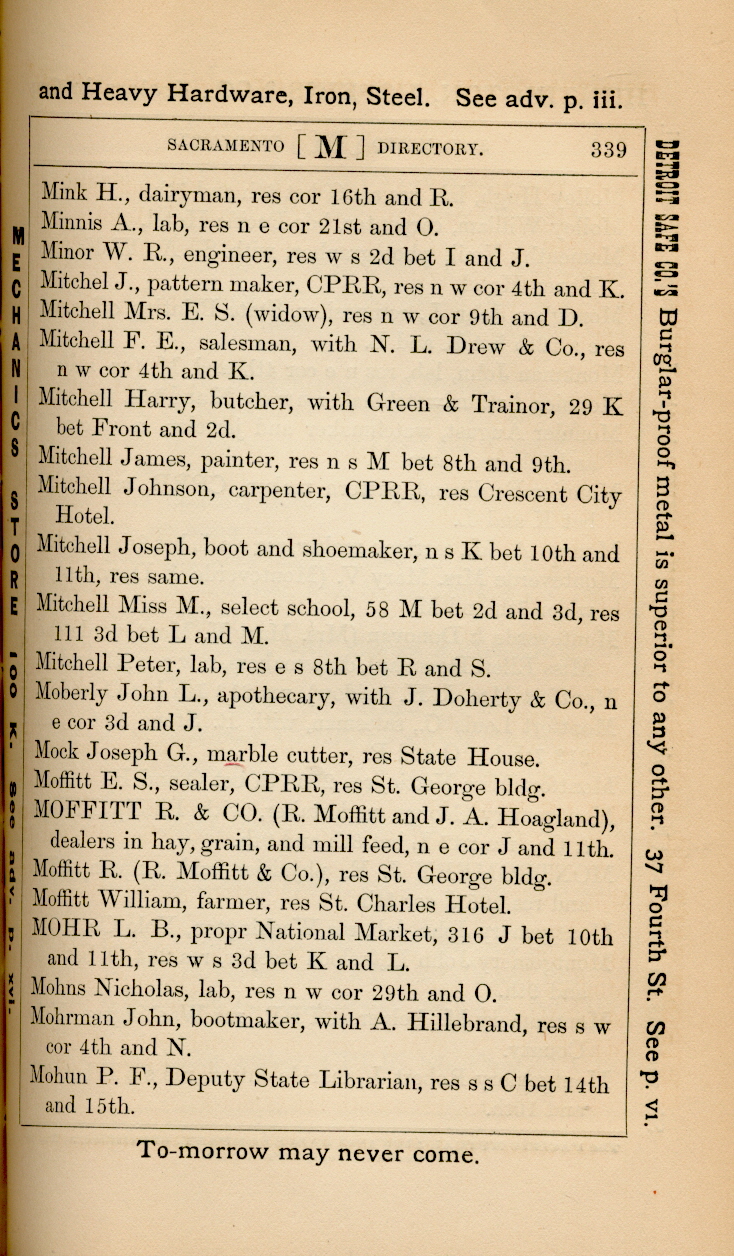 and Heavy Hardware, Iron, Steel. See adv. p. iii.
SACRAMENTO [ M ] DIRECTORY. 339
Mink H., dairyman, res cor 16th and R.
Minnis A., lab, res n e cor 21st and O.
Minor W. R., engineer, res w s 2d bet I and J.
Mitchel J., pattern maker, CPRR, res n w cor 4th and K.
Mitchell Mrs. E. S. (widow), res n w cor 9th and D.
Mitchell F. E., salesman, with N. L. Drew & Co., res
n w cor 4th and K.
Mitchell Harry, butcher, with Green & Trainor, 29 K
bet Front and 2d.
Mitchell James, painter, res n s M bet 8th and 9th.
Mitchell Johnson, carpenter, CPRR, res Crescent City
Hotel.
Mitchell Joseph, boot and shoemaker, n s K bet 10th and
11th, res same.
Mitchell Miss M., select school, 58 M bet 2d and 3d, res
111 3d bet L and M.
Mitchell Peter, lab, res e s 8th bet R and S.
Moberly John L., apothecary, with J. Doherty & Co., n
e cor 3d and J.
Mock Joseph G., marble cutter, res State House.
Moffitt E. S., sealer, CPRR, res St. George bldg.
MOFFITT R. & CO. (R. Moffitt and J. A. Hoagland),
dealers in hay, grain, and mill feed, n e cor J and 11th.
Moffitt R. (R. Moffitt & Co.), res St. George bldg.
Moffitt William, farmer, res St. Charles Hotel.
MOHR L. B., propr National Market, 316 J bet 10th
and 11th, res w s 3d bet K and L.
Mohns Nicholas, lab, res n w cor 29th and O.
Mohrman John, bootmaker, with A. Hillebrand, res s w
cor 4th and N.
Mohun P. F., Deputy State Librarian, res s s C bet 14th
and 15th.
To-morrow may never come.
MECHANICS STORE 100 K. See adv. p. xvi.
DETROIT SAFE CO.'S Burglar-proof metal is superior to any other. 37 Fourth St. See p. vi.